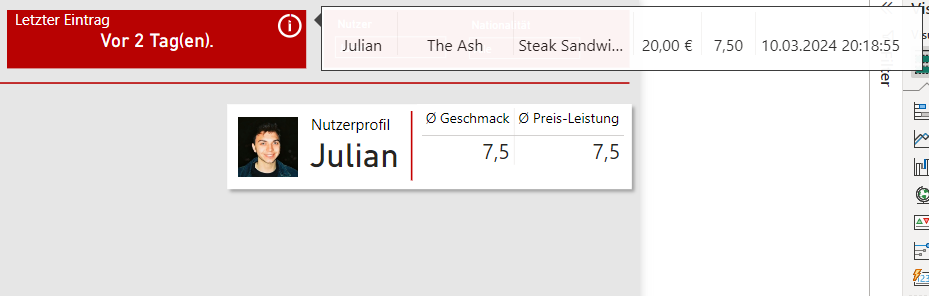 Letzter Eintrag
Vor 2 Tag(en).
Nutzer
Nationalität
Julian The Ash Steak Sandwi... 20,00 € 7,50 10.03.2024 20:18:55
Nutzerprofil
Julian
Ø Geschmack Ø Preis-Leistung
7,5 7,5